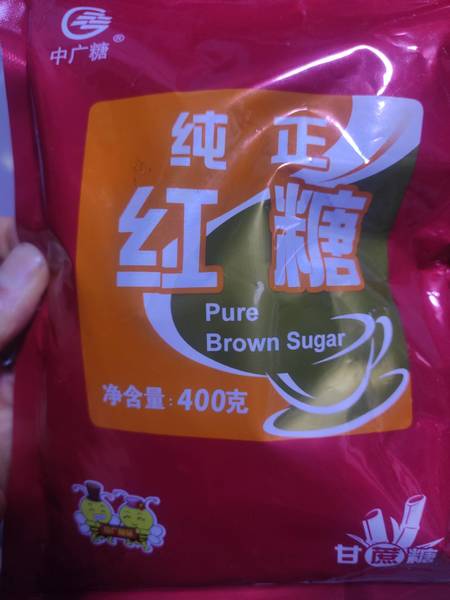 中广糖®
纯正
红糖
Pure
Brown Sugar
净含量:400克
甘蔗糖